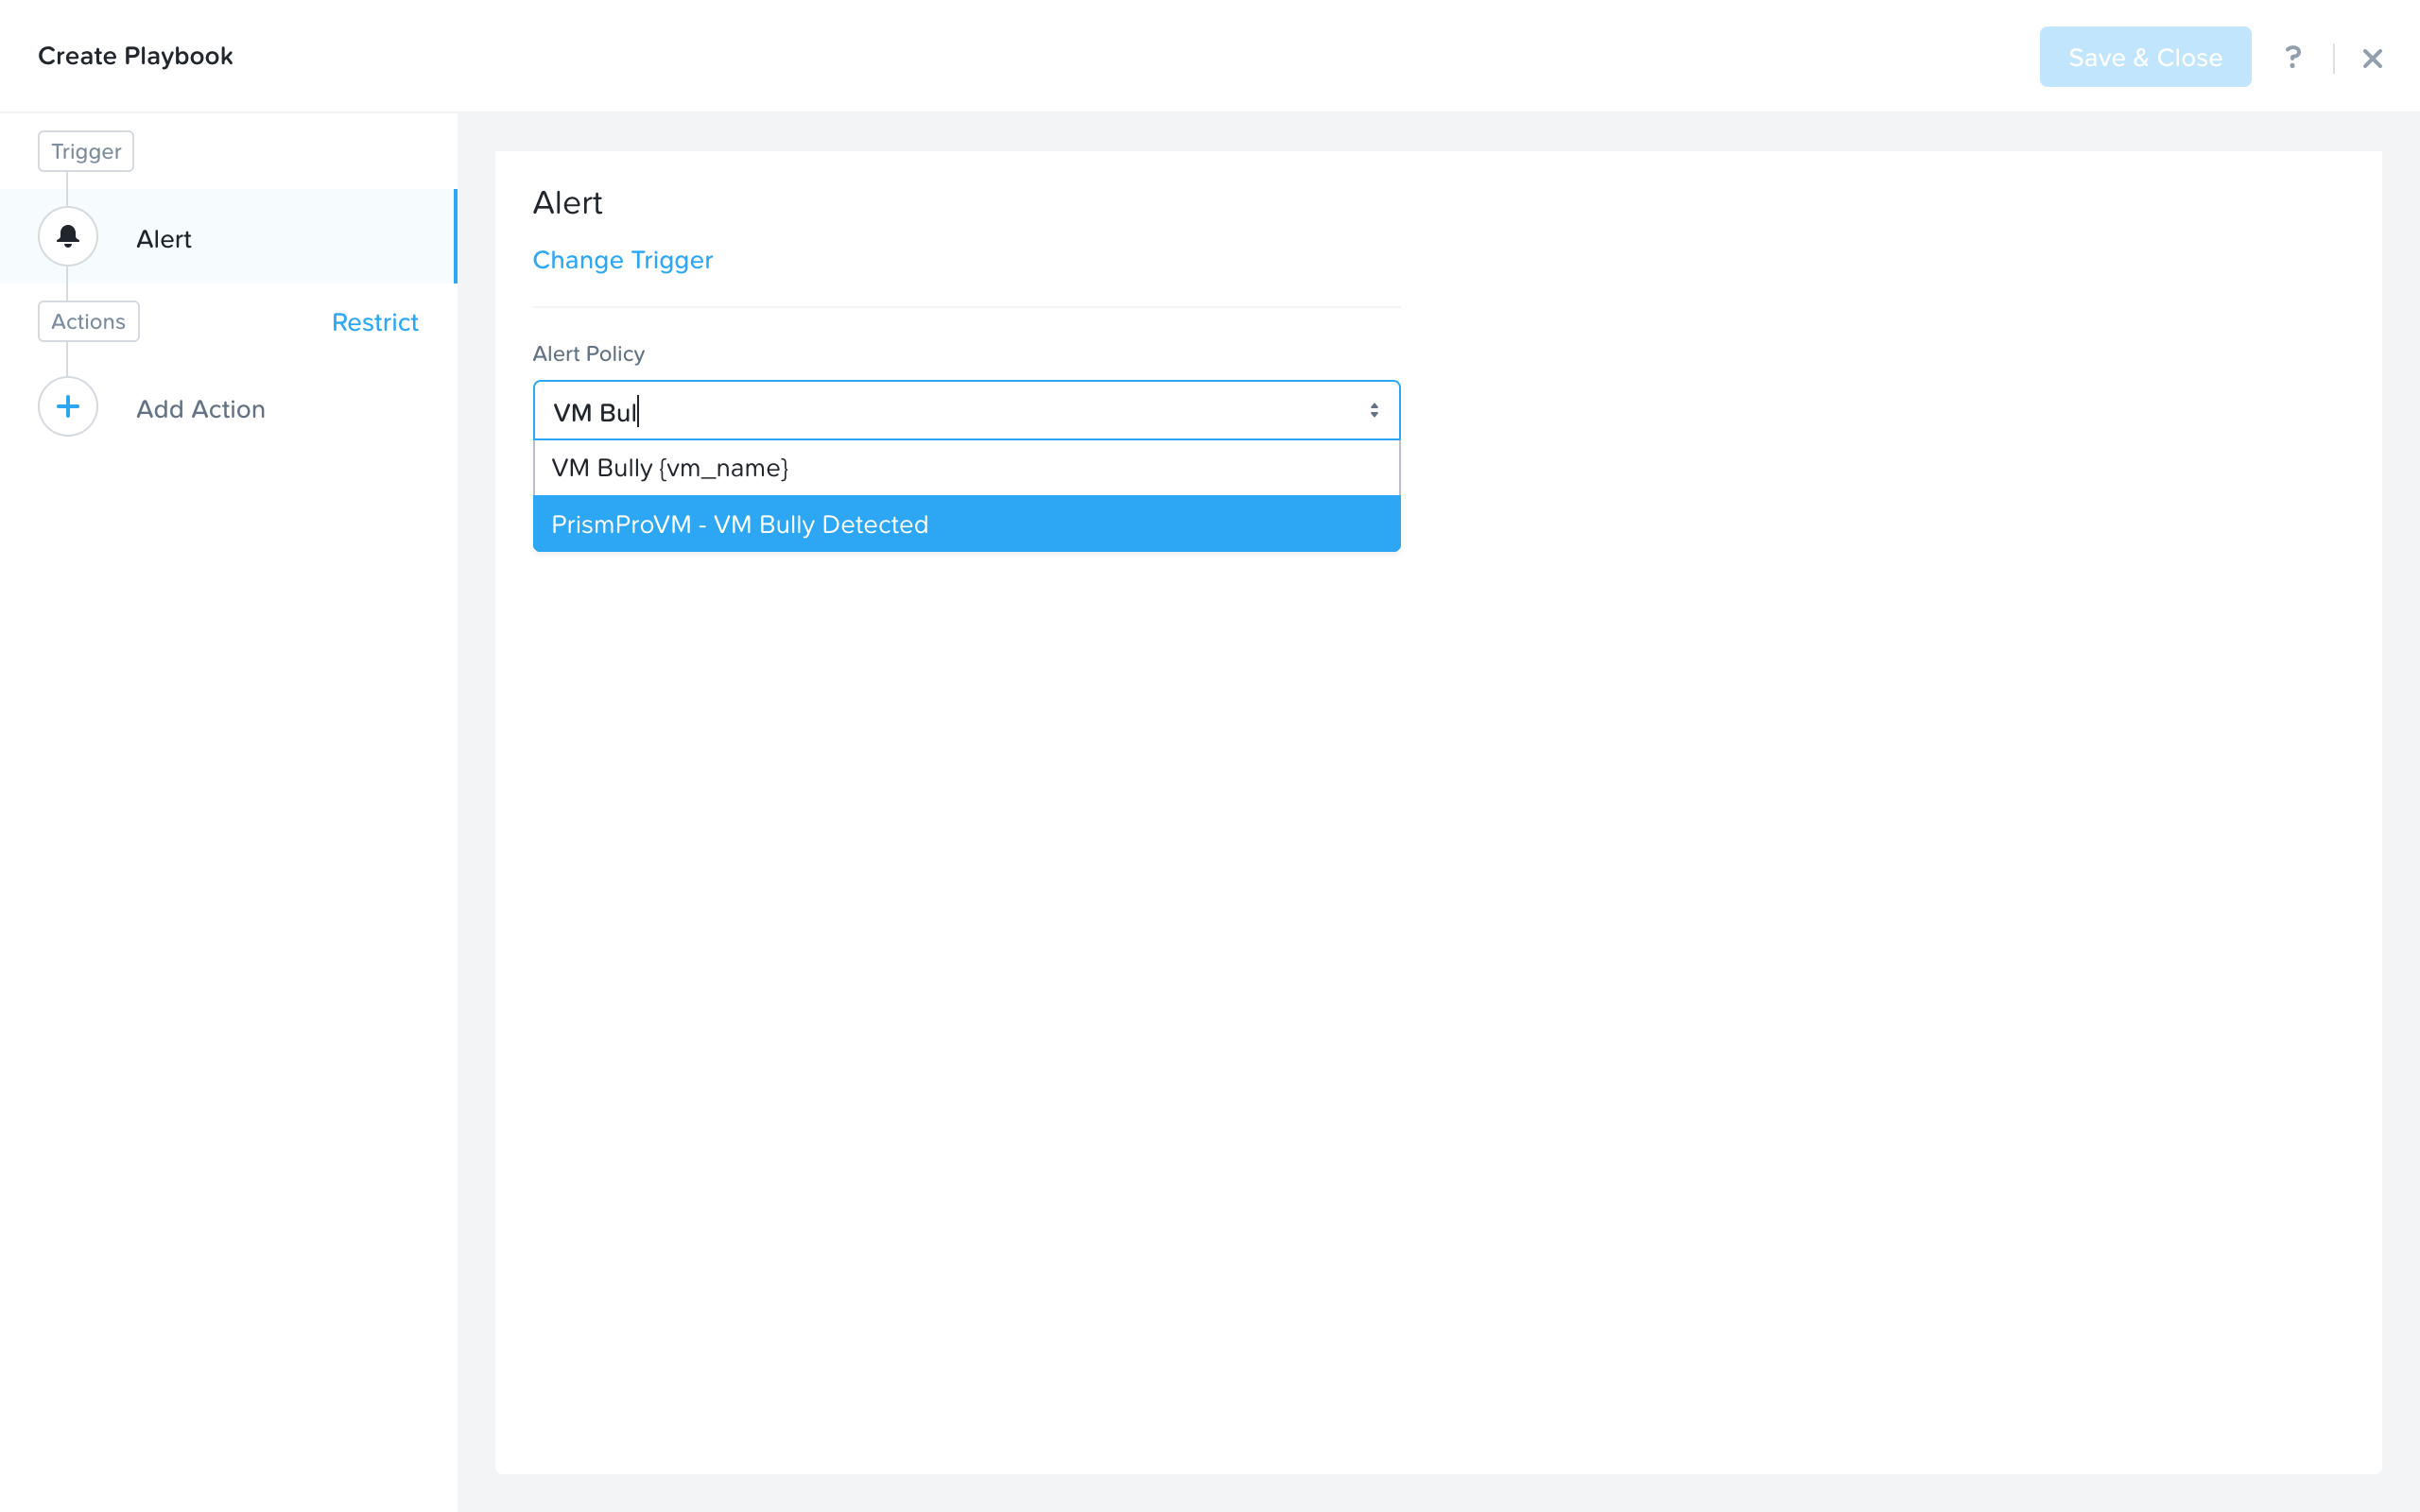 Create Playbook
Save & Close
?
Trigger
Alert
Actions
Restrict
Add Action
Alert
Change Trigger
Alert Policy
VM Bul
VM Bully {vm_name}
PrismProVM - VM Bully Detected